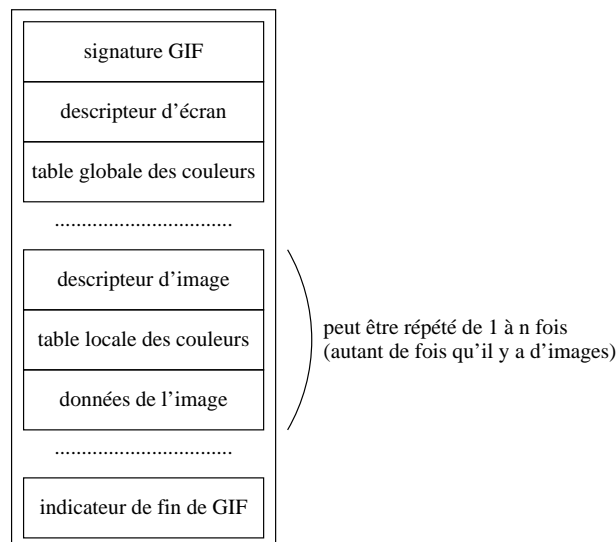 signature GIF
descripteur d'écran
table globale des couleurs
.................................
descripteur d'image
table locale des couleurs
données de l'image
peut être répété de 1 à n fois
(autant de fois qu'il y a d'images)
.................................
indicateur de fin de GIF